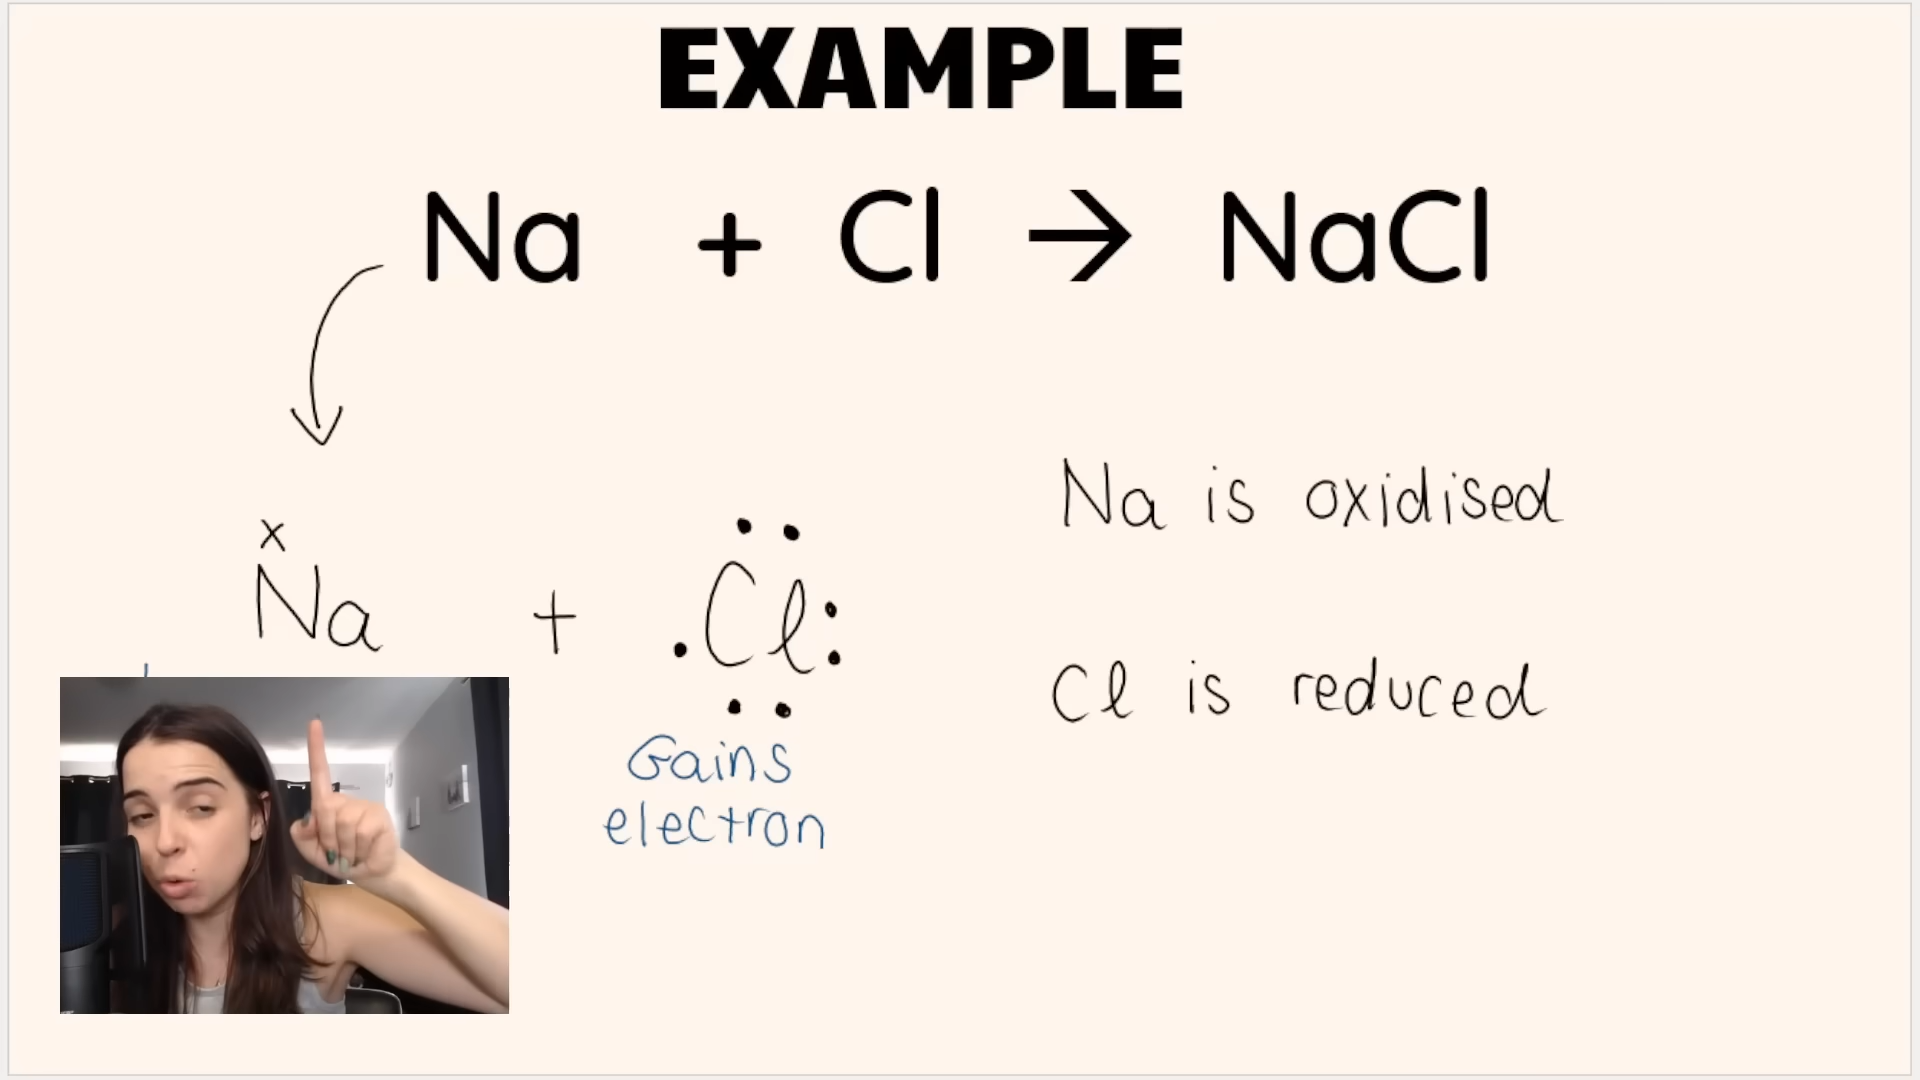 EXAMPLE
Na + Cl → NaCl
x
Na + Cl
Na is oxidised
Cl is reduced
Gains
electron